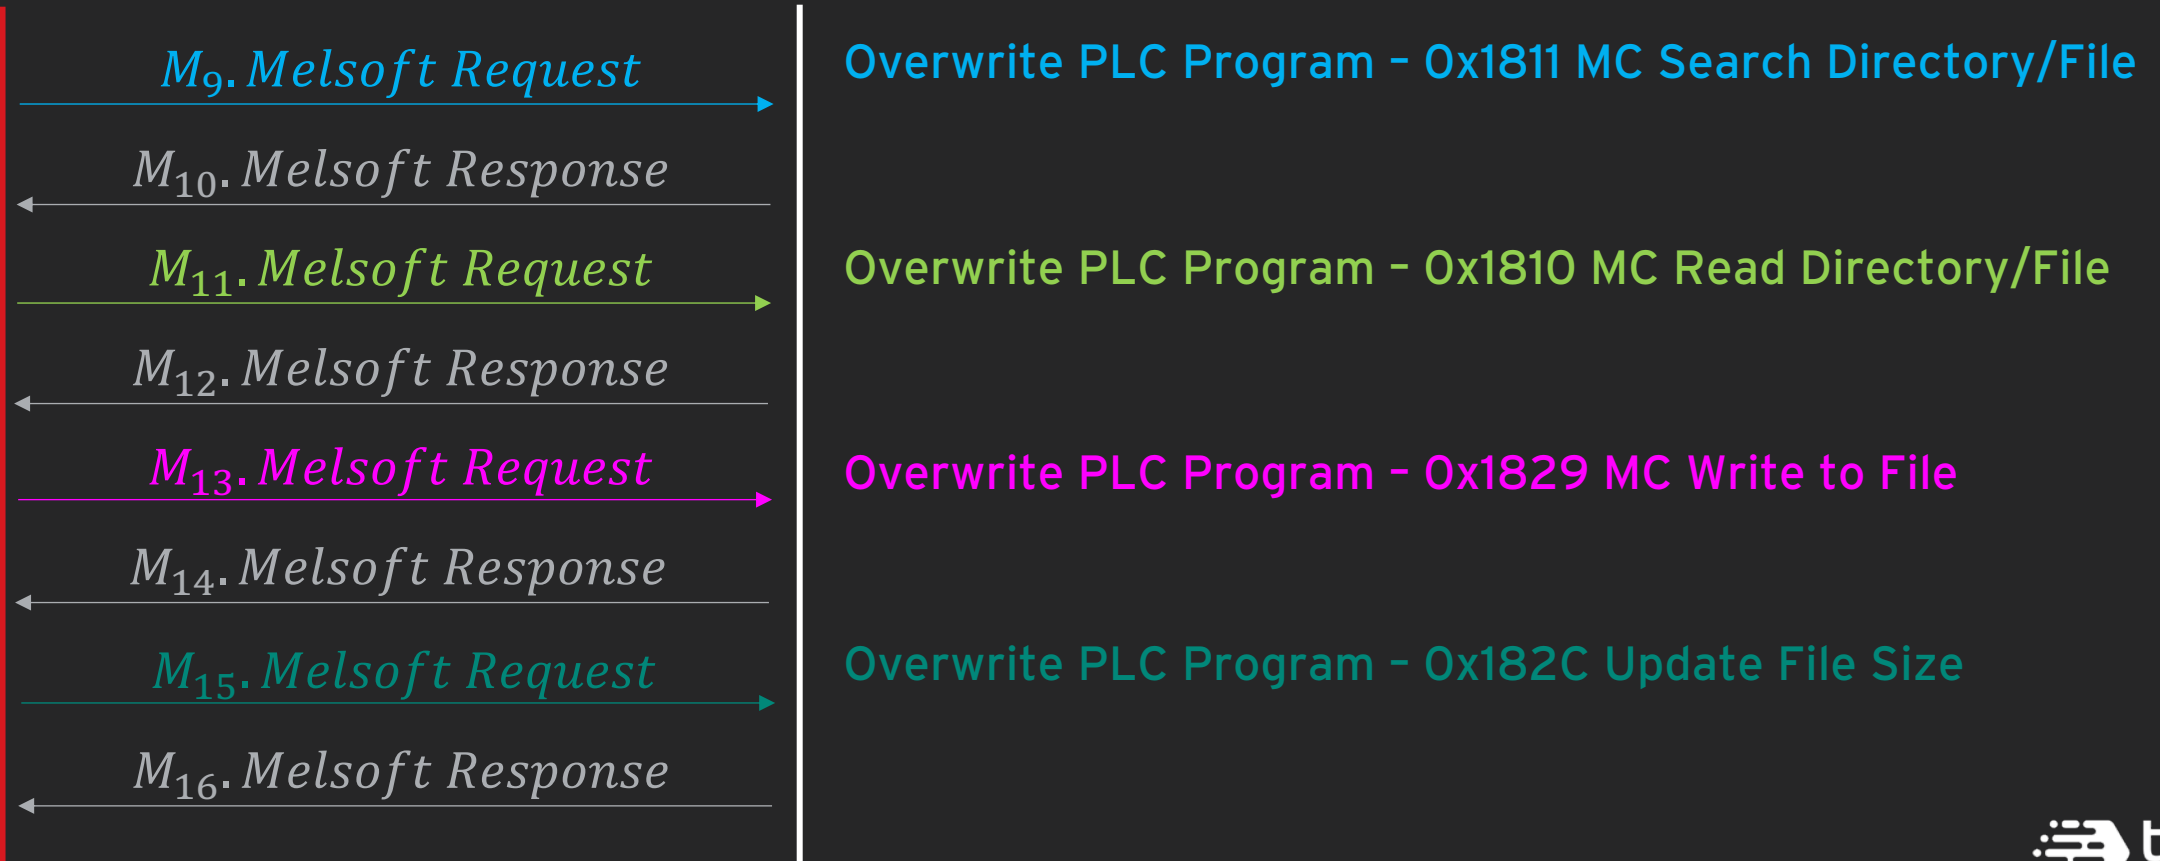 M₉. Melsoft Request
Overwrite PLC Program – 0x1811 MC Search Directory/File
M₁₀. Melsoft Response
M₁₁. Melsoft Request
Overwrite PLC Program – 0x1810 MC Read Directory/File
M₁₂. Melsoft Response
M₁₃. Melsoft Request
Overwrite PLC Program – 0x1829 MC Write to File
M₁₄. Melsoft Response
M₁₅. Melsoft Request
Overwrite PLC Program – 0x182C Update File Size
M₁₆. Melsoft Response